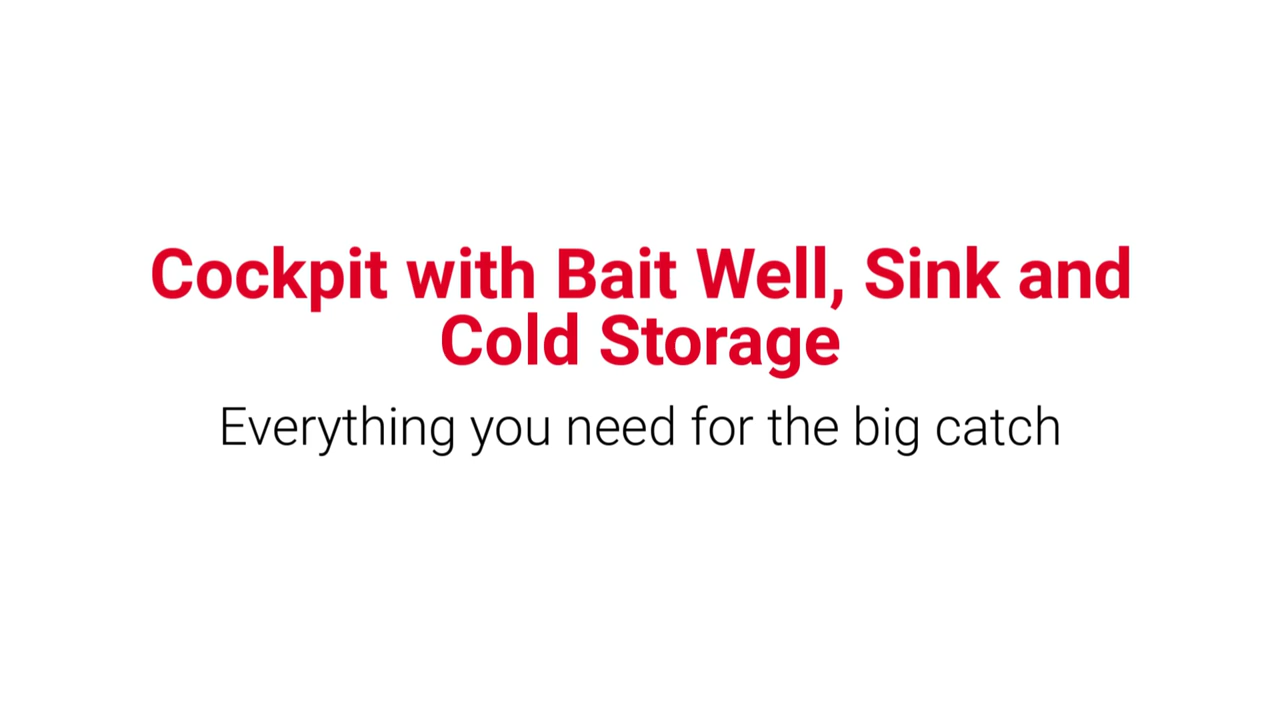 Cockpit with Bait Well, Sink and
Cold Storage
Everything you need for the big catch